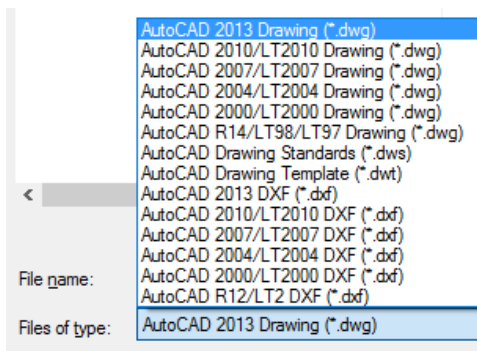 AutoCAD 2013 Drawing (*.dwg)
AutoCAD 2010/LT2010 Drawing (*.dwg)
AutoCAD 2007/LT2007 Drawing (*.dwg)
AutoCAD 2004/LT2004 Drawing (*.dwg)
AutoCAD 2000/LT2000 Drawing (*.dwg)
AutoCAD R14/LT98/LT97 Drawing (*.dwg)
AutoCAD Drawing Standards (*.dws)
AutoCAD Drawing Template (*.dwt)
AutoCAD 2013 DXF (*.dxf)
AutoCAD 2010/LT2010 DXF (*.dxf)
AutoCAD 2007/LT2007 DXF (*.dxf)
AutoCAD 2004/LT2004 DXF (*.dxf)
AutoCAD 2000/LT2000 DXF (*.dxf)
AutoCAD R12/LT2 DXF (*.dxf)
File name:
Files of type: AutoCAD 2013 Drawing (*.dwg)